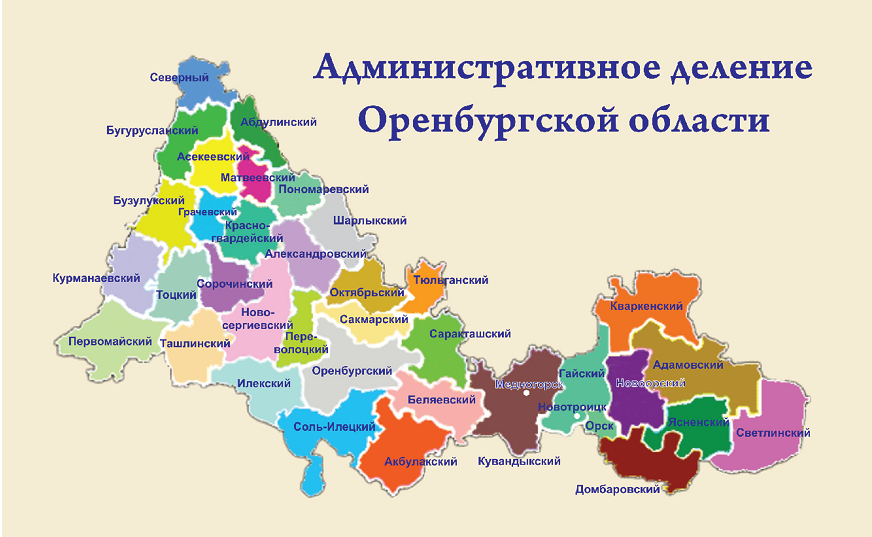 Административное деление
Оренбургской области
Северный
Абдулинский
Бугурусланский
Асекеевский
Матвеевский
Пономаревский
Бузулукский
Грачевский
Шарлыкский
Красно-
гвардейский
Александровский
Курманаевский
Сорочинский
Тюльганский
Тоцкий
Октябрьский
Кваркенский
Ново-
сергиевский
Сакмарский
Саракташский
Первомайский
Ташлинский
Пере-
волоцкий
Адамовский
Оренбургский
Гайский
Илекский
Медногорск
Новоорский
Беляевский
Новотроицк
Соль-Илецкий
Орск
Ясненский
Светлинский
Акбулакский
Кувандыкский
Домбаровский